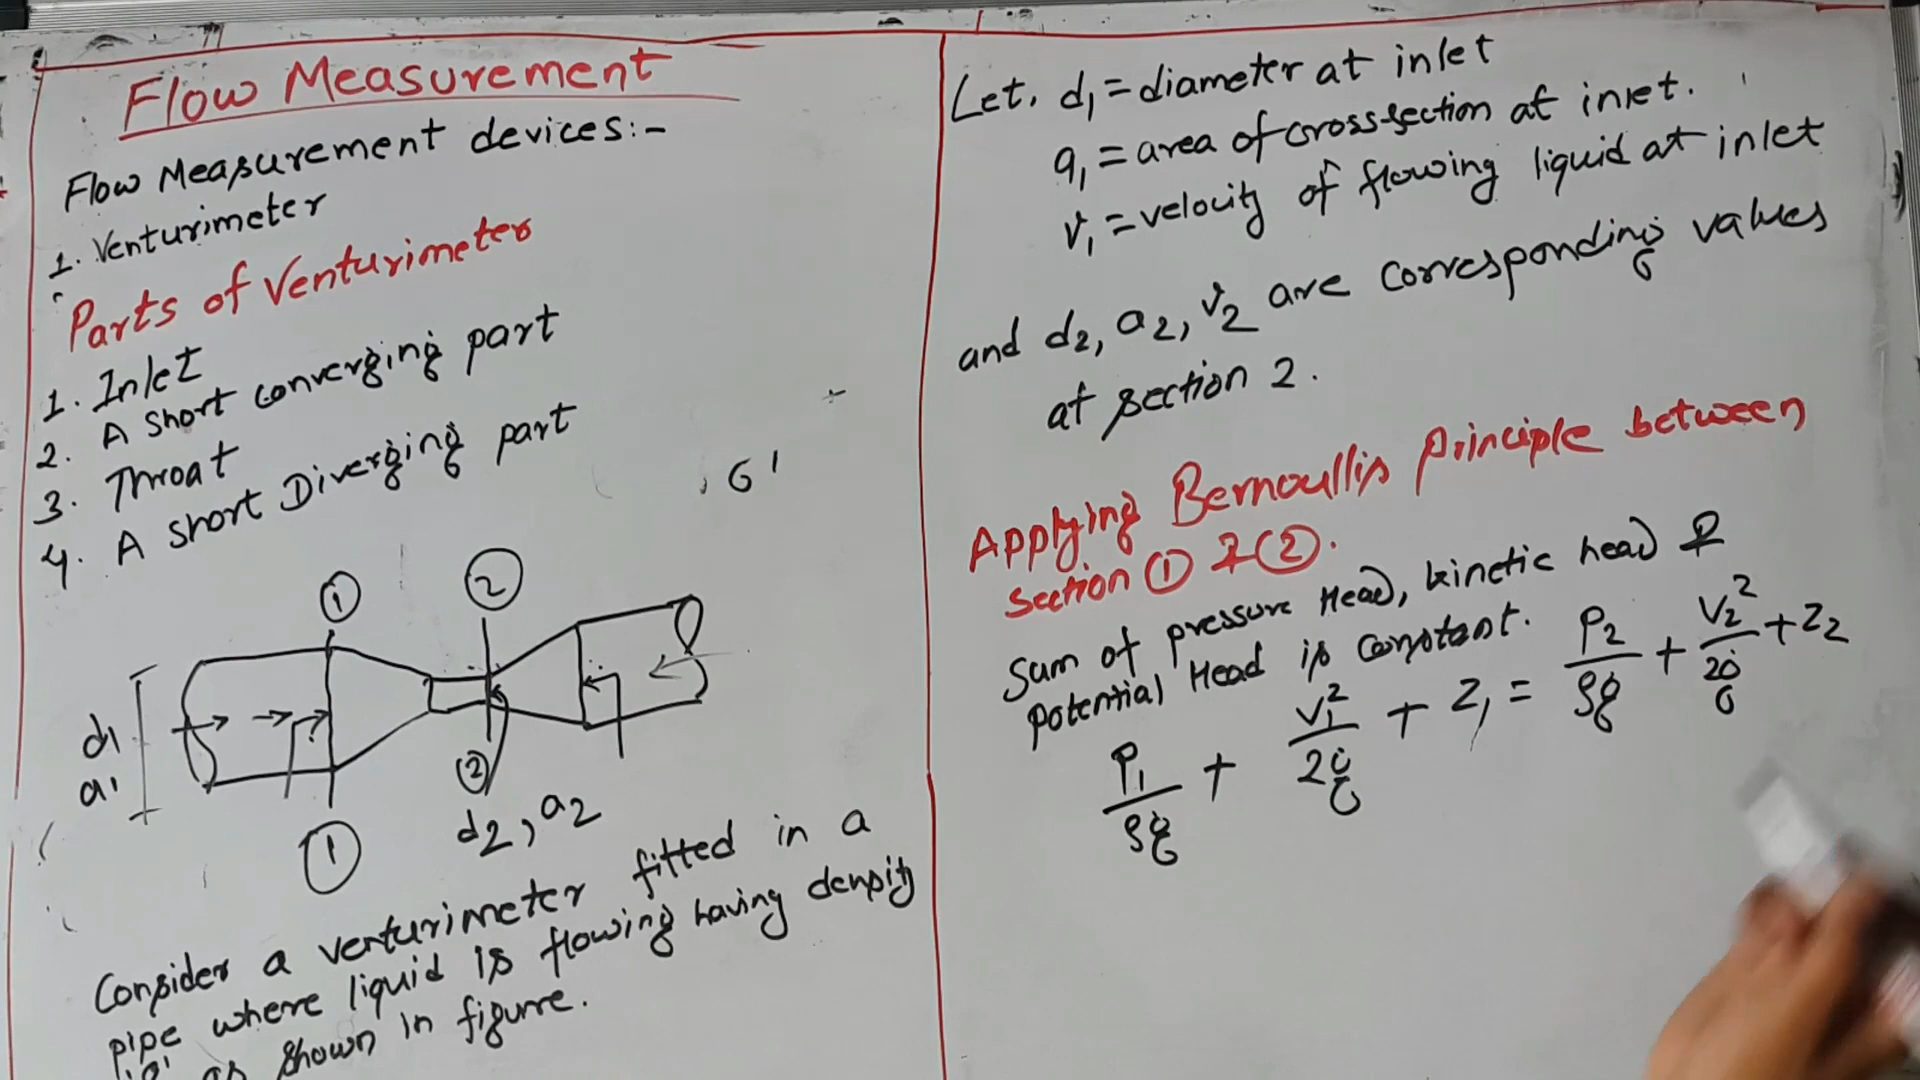 Flow Measurement
Flow Measurement devices:-
1. Venturimeter
Parts of Venturimeter
1. Inlet
2. A short converging part
3. Throat
4. A short Diverging part
1
2
d1
a1
1
2
d2, a2
Consider a venturimeter fitted in a
pipe where liquid is flowing having density
as shown in figure.
Let, d₁ = diameter at inlet
a₁ = area of cross-section at inlet.
v₁ = velocity of flowing liquid at inlet
and d₂, a₂, v₂ are corresponding values
at section 2.
Applying Bernoullis Principle between
section ① & ②.
Sum of pressure Head, kinetic head &
potential Head is constant.
P₁/ρg + V₁²/2g + Z₁ = P₂/ρg + V₂²/2g + Z₂